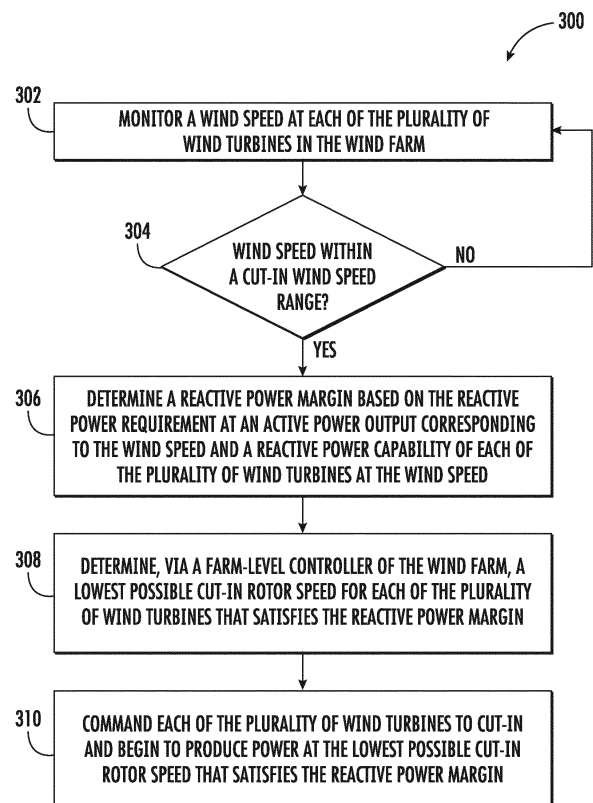 300
302
MONITOR A WIND SPEED AT EACH OF THE PLURALITY OF
WIND TURBINES IN THE WIND FARM
304
WIND SPEED WITHIN
A CUT-IN WIND SPEED
RANGE?
NO
YES
306
DETERMINE A REACTIVE POWER MARGIN BASED ON THE REACTIVE
POWER REQUIREMENT AT AN ACTIVE POWER OUTPUT CORRESPONDING
TO THE WIND SPEED AND A REACTIVE POWER CAPABILITY OF EACH OF
THE PLURALITY OF WIND TURBINES AT THE WIND SPEED
308
DETERMINE, VIA A FARM-LEVEL CONTROLLER OF THE WIND FARM, A
LOWEST POSSIBLE CUT-IN ROTOR SPEED FOR EACH OF THE PLURALITY
OF WIND TURBINES THAT SATISFIES THE REACTIVE POWER MARGIN
310
COMMAND EACH OF THE PLURALITY OF WIND TURBINES TO CUT-IN
AND BEGIN TO PRODUCE POWER AT THE LOWEST POSSIBLE CUT-IN
ROTOR SPEED THAT SATISFIES THE REACTIVE POWER MARGIN